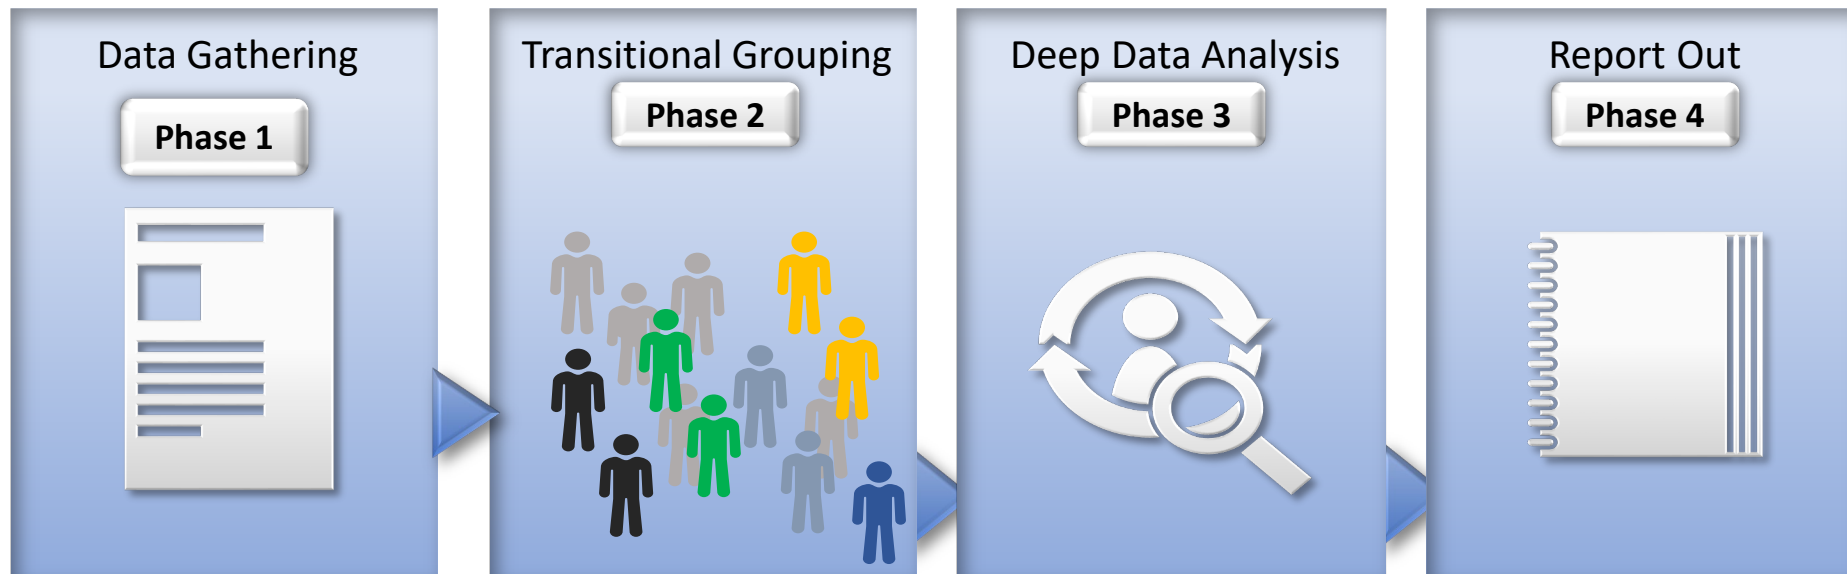 Data Gathering
Phase 1
Transitional Grouping
Phase 2
Deep Data Analysis
Phase 3
Report Out
Phase 4